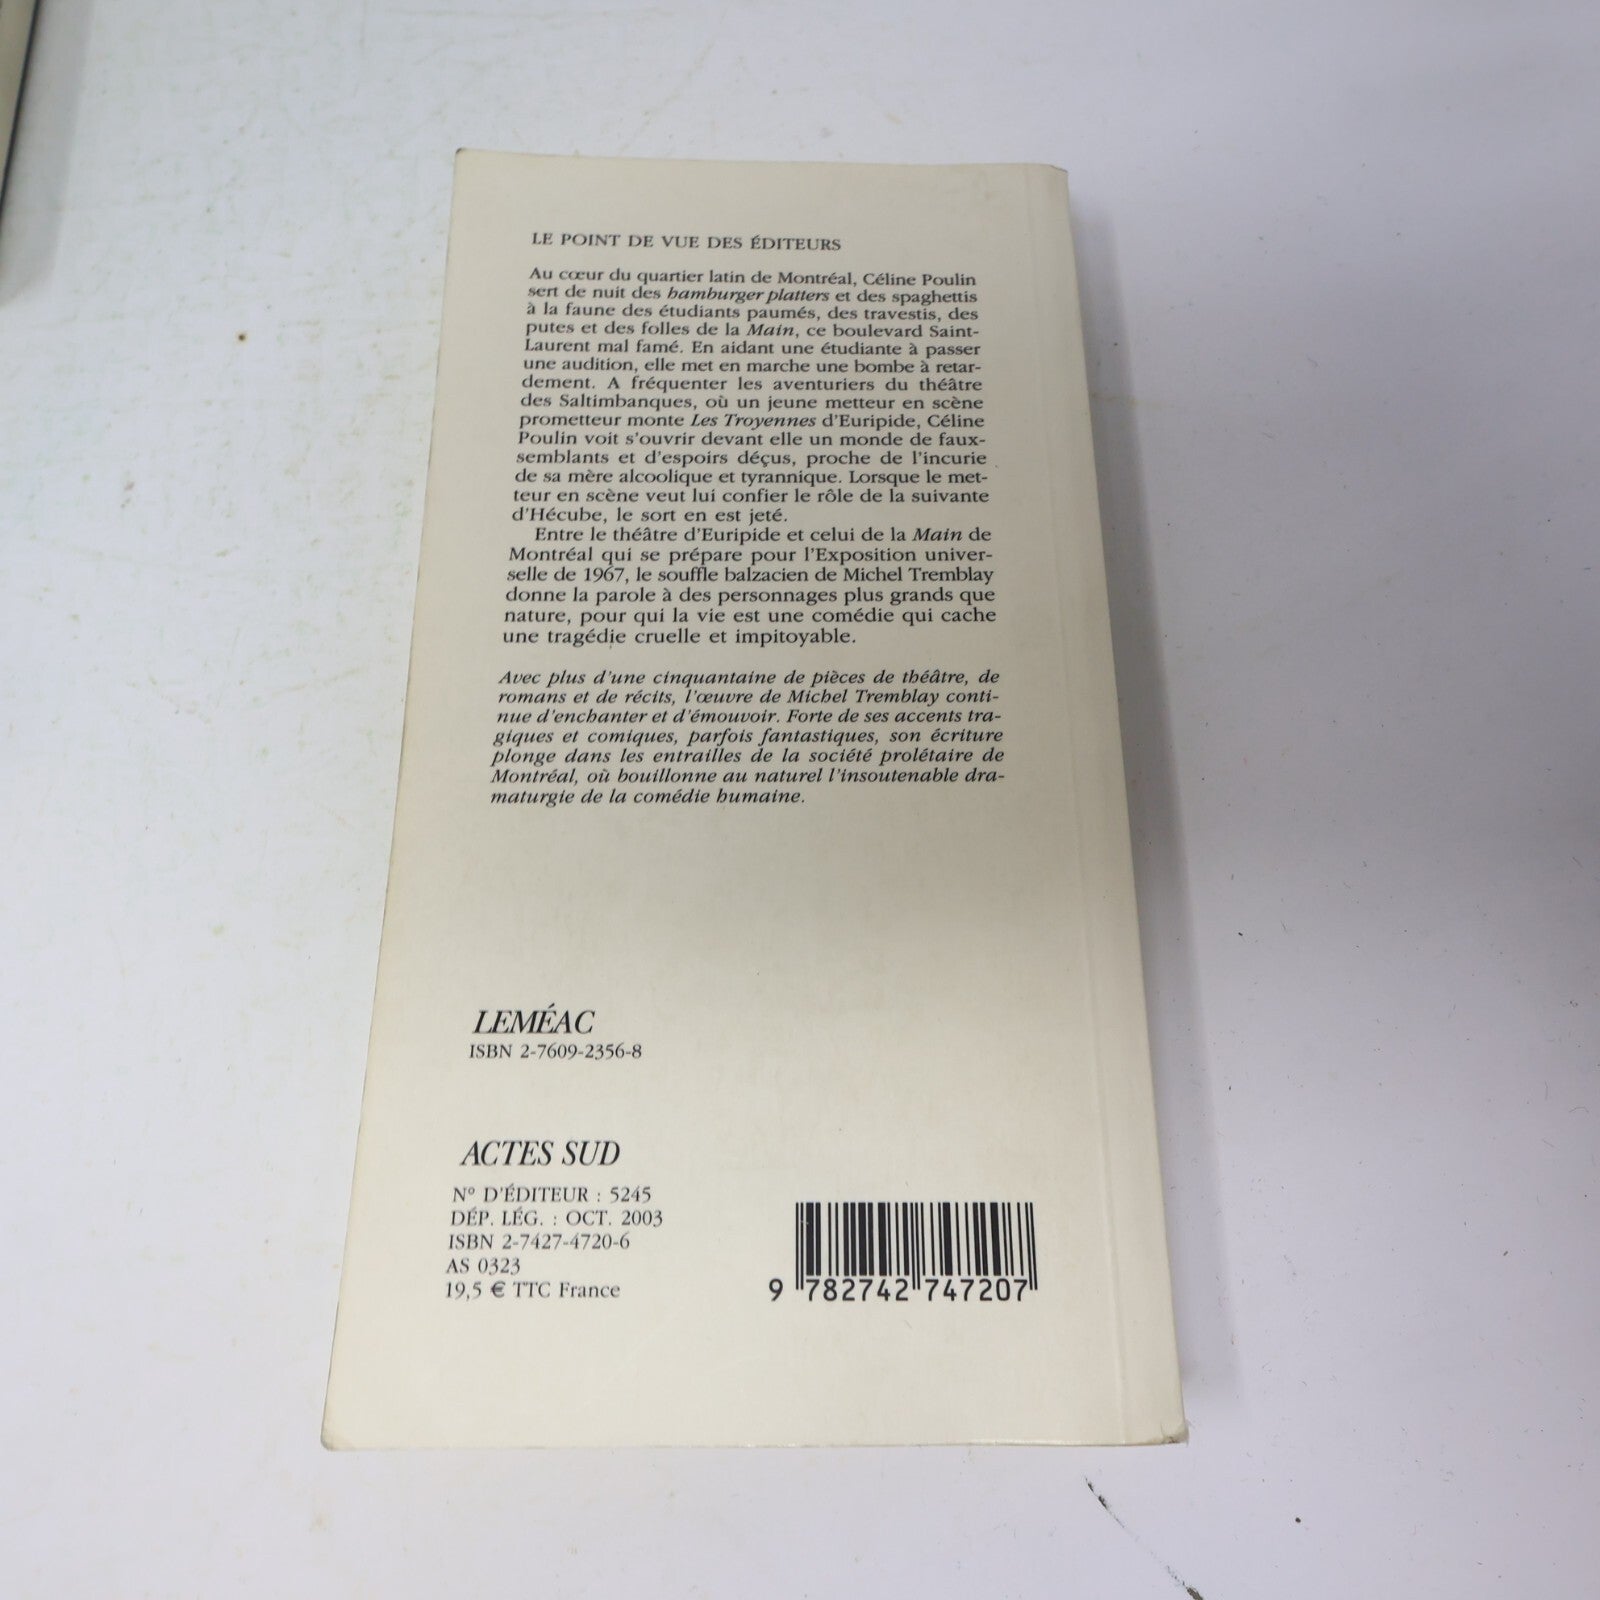 LE POINT DE VUE DES ÉDITEURS
Au cœur du quartier latin de Montréal, Céline Poulin
sert de nuit des hamburger platters et des spaghettis
à la faune des étudiants paumés, des travestis, des
putes et des folles de la Main, ce boulevard Saint-
Laurent mal famé. En aidant une étudiante à passer
une audition, elle met en marche une bombe à retar-
dement. A fréquenter les aventuriers du théâtre
des Saltimbanques, où un jeune metteur en scène
prometteur monte Les Troyennes d'Euripide, Céline
Poulin voit s'ouvrir devant elle un monde de faux-
semblants et d'espoirs déçus, proche de l'incurie
de sa mère alcoolique et tyrannique. Lorsque le met-
teur en scène veut lui confier le rôle de la suivante
d'Hécube, le sort en est jeté.
Entre le théâtre d'Euripide et celui de la Main de
Montréal qui se prépare pour l'Exposition univer-
selle de 1967, le souffle balzacien de Michel Tremblay
donne la parole à des personnages plus grands que
nature, pour qui la vie est une comédie qui cache
une tragédie cruelle et impitoyable.
Avec plus d'une cinquantaine de pièces de théâtre, de
romans et de récits, l'œuvre de Michel Tremblay conti-
nue d'enchanter et d'émouvoir. Forte de ses accents tra-
giques et comiques, parfois fantastiques, son écriture
plonge dans les entrailles de la société prolétaire de
Montréal, où bouillonne au naturel l'insoutenable dra-
maturgie de la comédie humaine.
LEMÉAC
ISBN 2-7609-2356-8
ACTES SUD
N° D'ÉDITEUR : 5245
DÉP. LÉG. : OCT. 2003
ISBN 2-7427-4720-6
AS 0323
19,5 € TTC France
9 782742 747207